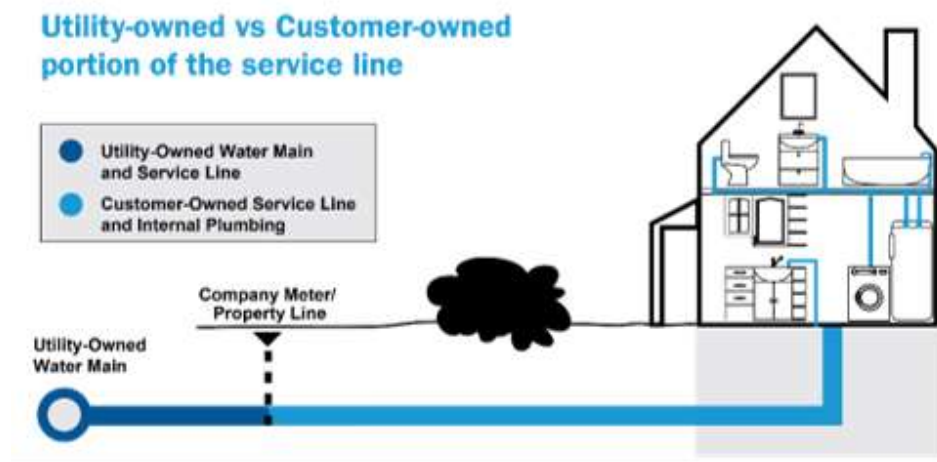 Utility-owned vs Customer-owned
portion of the service line
Utility-Owned Water Main
and Service Line
Customer-Owned Service Line
and Internal Plumbing
Company Meter/
Property Line
Utility-Owned
Water Main